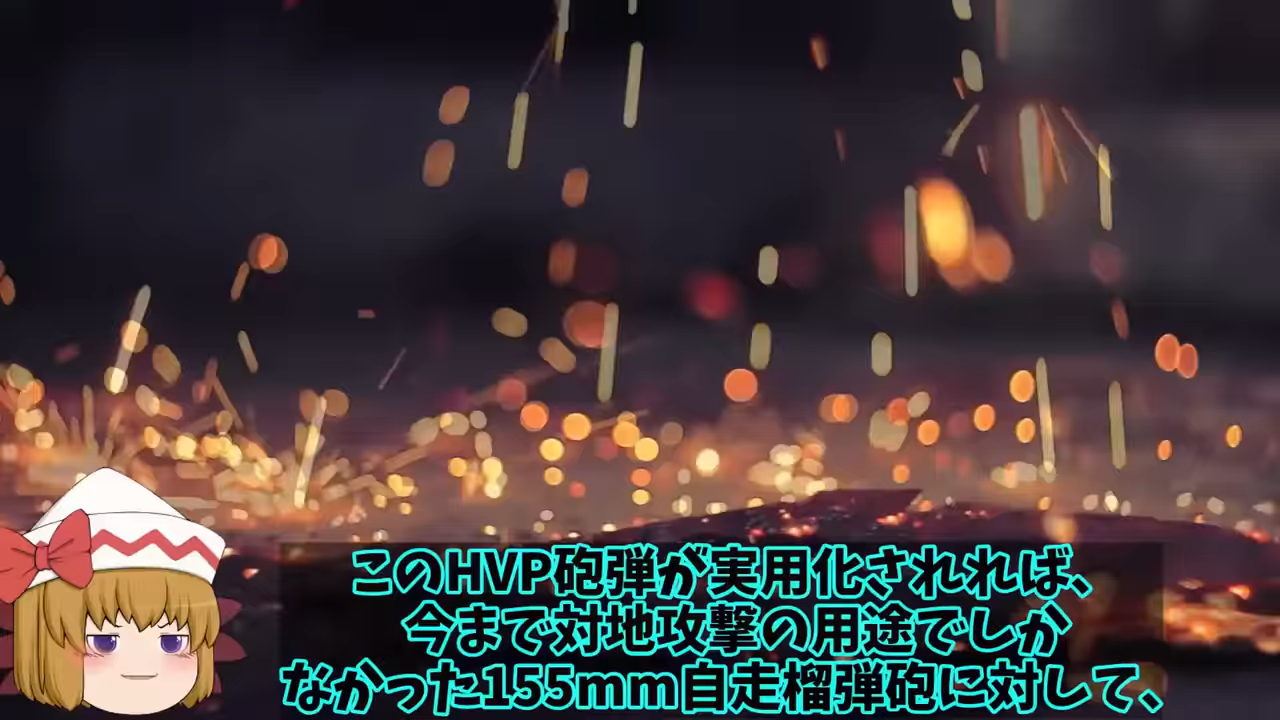 このHVP砲弾が実用化されれば、
今まで対地攻撃の用途でしか
なかった155mm自走榴弾砲に対して、